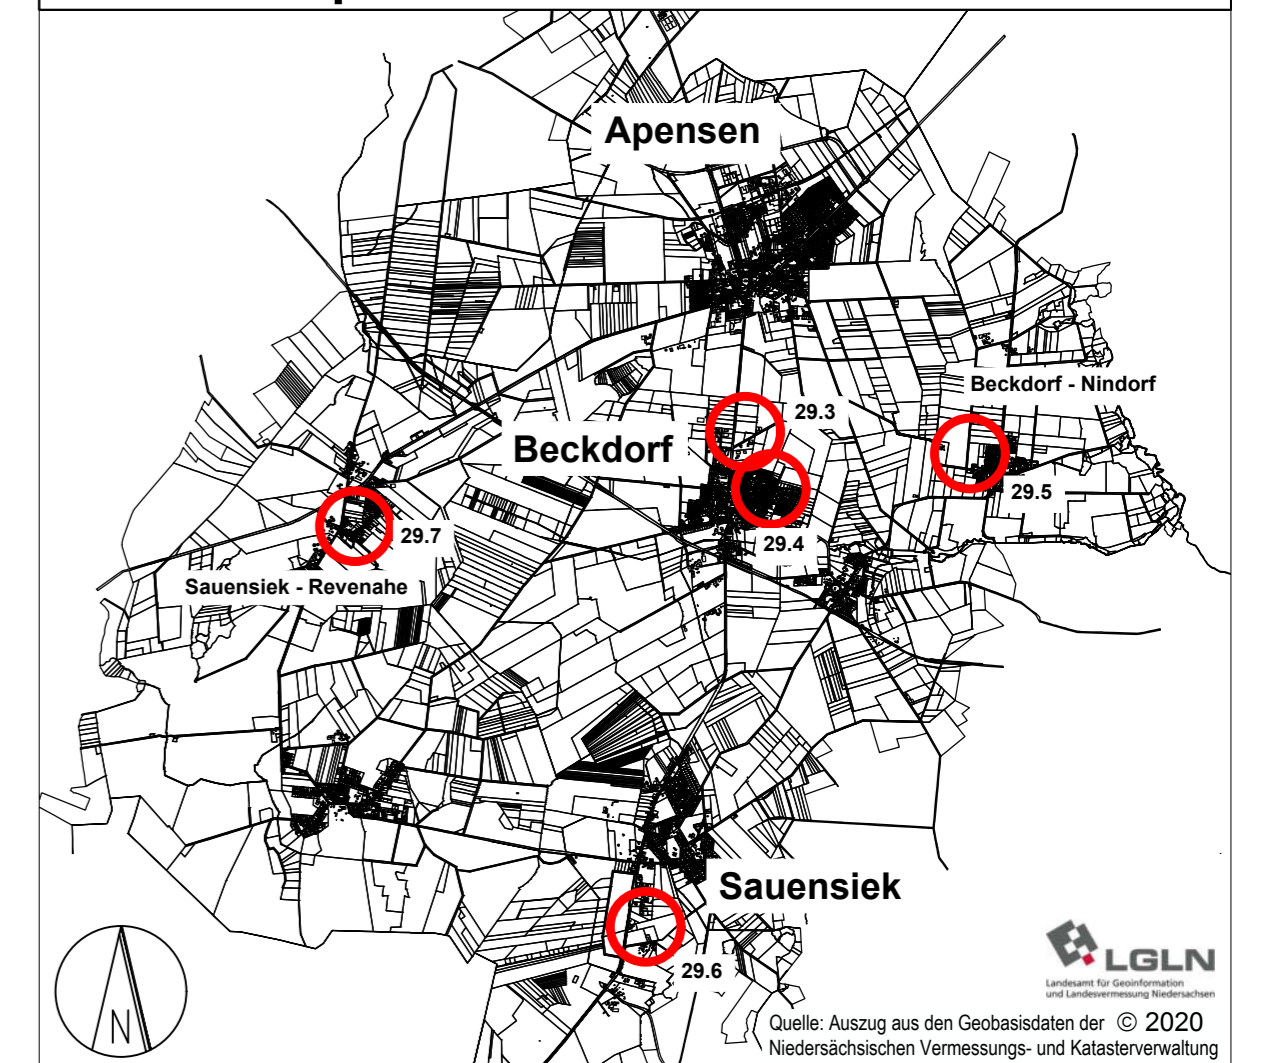 Apensen
Beckdorf - Nindorf
29.3
Beckdorf
29.5
29.7
29.4
Sauensiek - Revenahe
Sauensiek
29.6
N
LGLN
Landesamt für Geoinformation
und Landesvermessung Niedersachsen
Quelle: Auszug aus den Geobasisdaten der © 2020
Niedersächsischen Vermessungs- und Katasterverwaltung